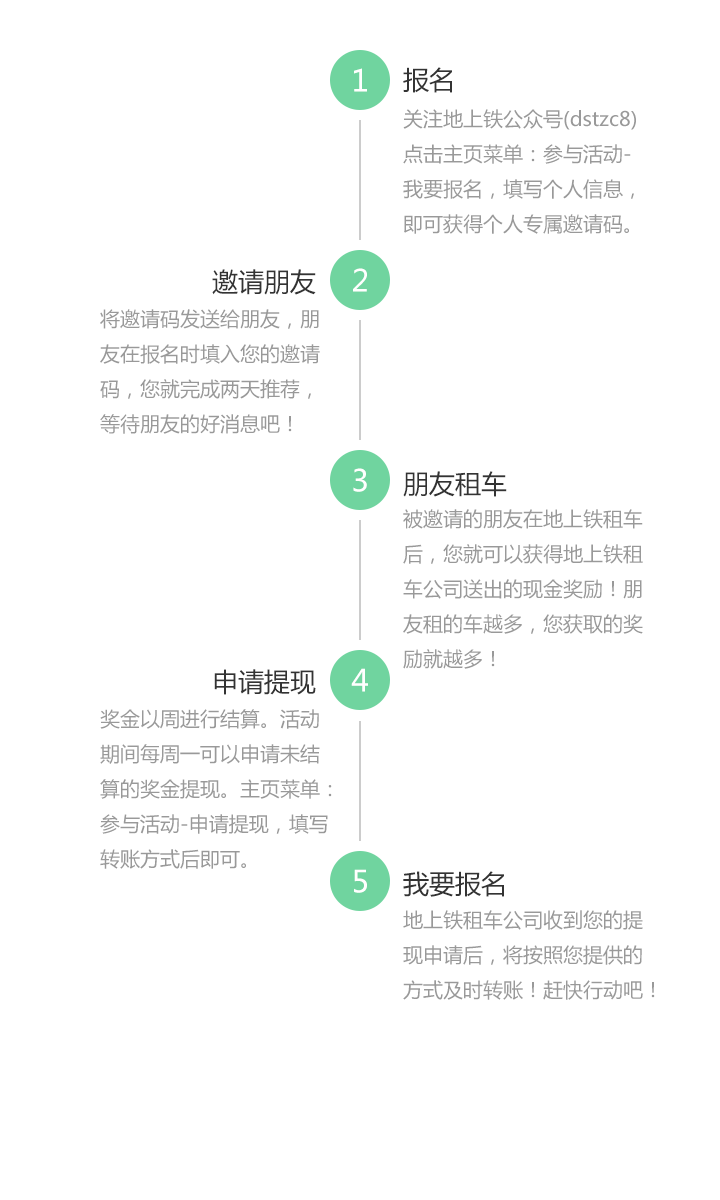 1
报名
关注地上铁公众号(dstzc8)
点击主页菜单：参与活动-
我要报名，填写个人信息，
即可获得个人专属邀请码。
2
邀请朋友
将邀请码发送给朋友，朋
友在报名时填入您的邀请
码，您就完成两天推荐，
等待朋友的好消息吧！
3
朋友租车
被邀请的朋友在地上铁租车
后，您就可以获得地上铁租
车公司送出的现金奖励！朋
友租的车越多，您获取的奖
励就越多！
4
申请提现
奖金以周进行结算。活动
期间每周一可以申请未结
算的奖金提现。主页菜单：
参与活动-申请提现，填写
转账方式后即可。
5
我要报名
地上铁租车公司收到您的提
现申请后，将按照您提供的
方式及时转账！赶快行动吧！